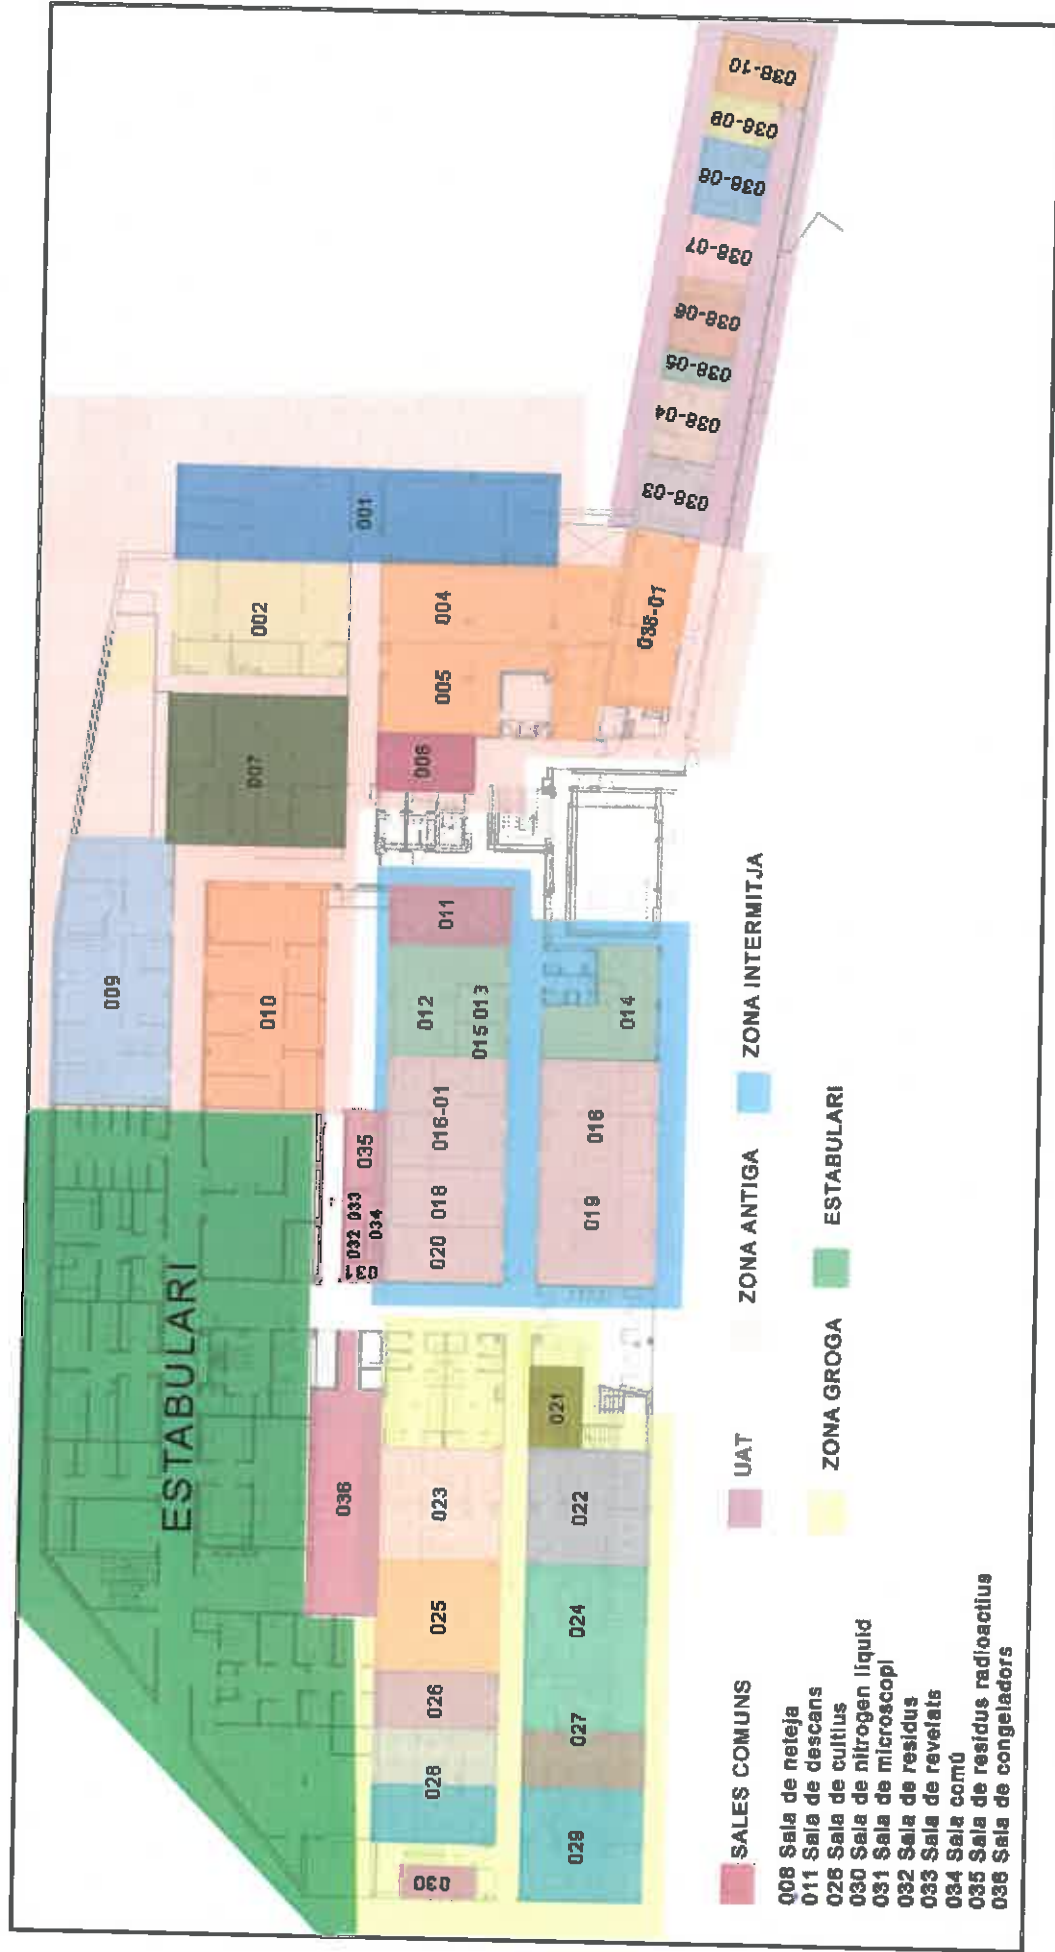 ESTABULARI
009
007
002
010
001
036
031
032 033
034
035
030
028
026
025
023
020
018
016-01
012
015 013
011
008
005
004
029
027
024
022
021
019
016
014
038-01
038-03
038-04
038-05
038-06
038-07
038-08
038-09
038-10
SALES COMUNS
UAT
ZONA ANTIGA
ZONA INTERMITJA
ZONA GROGA
ESTABULARI
008 Sala de neteja
011 Sala de descans
026 Sala de cultius
030 Sala de nitrogen líquid
031 Sala de microscopi
032 Sala de residus
033 Sala de revelats
034 Sala comú
035 Sala de residus radioactius
036 Sala de congeladors